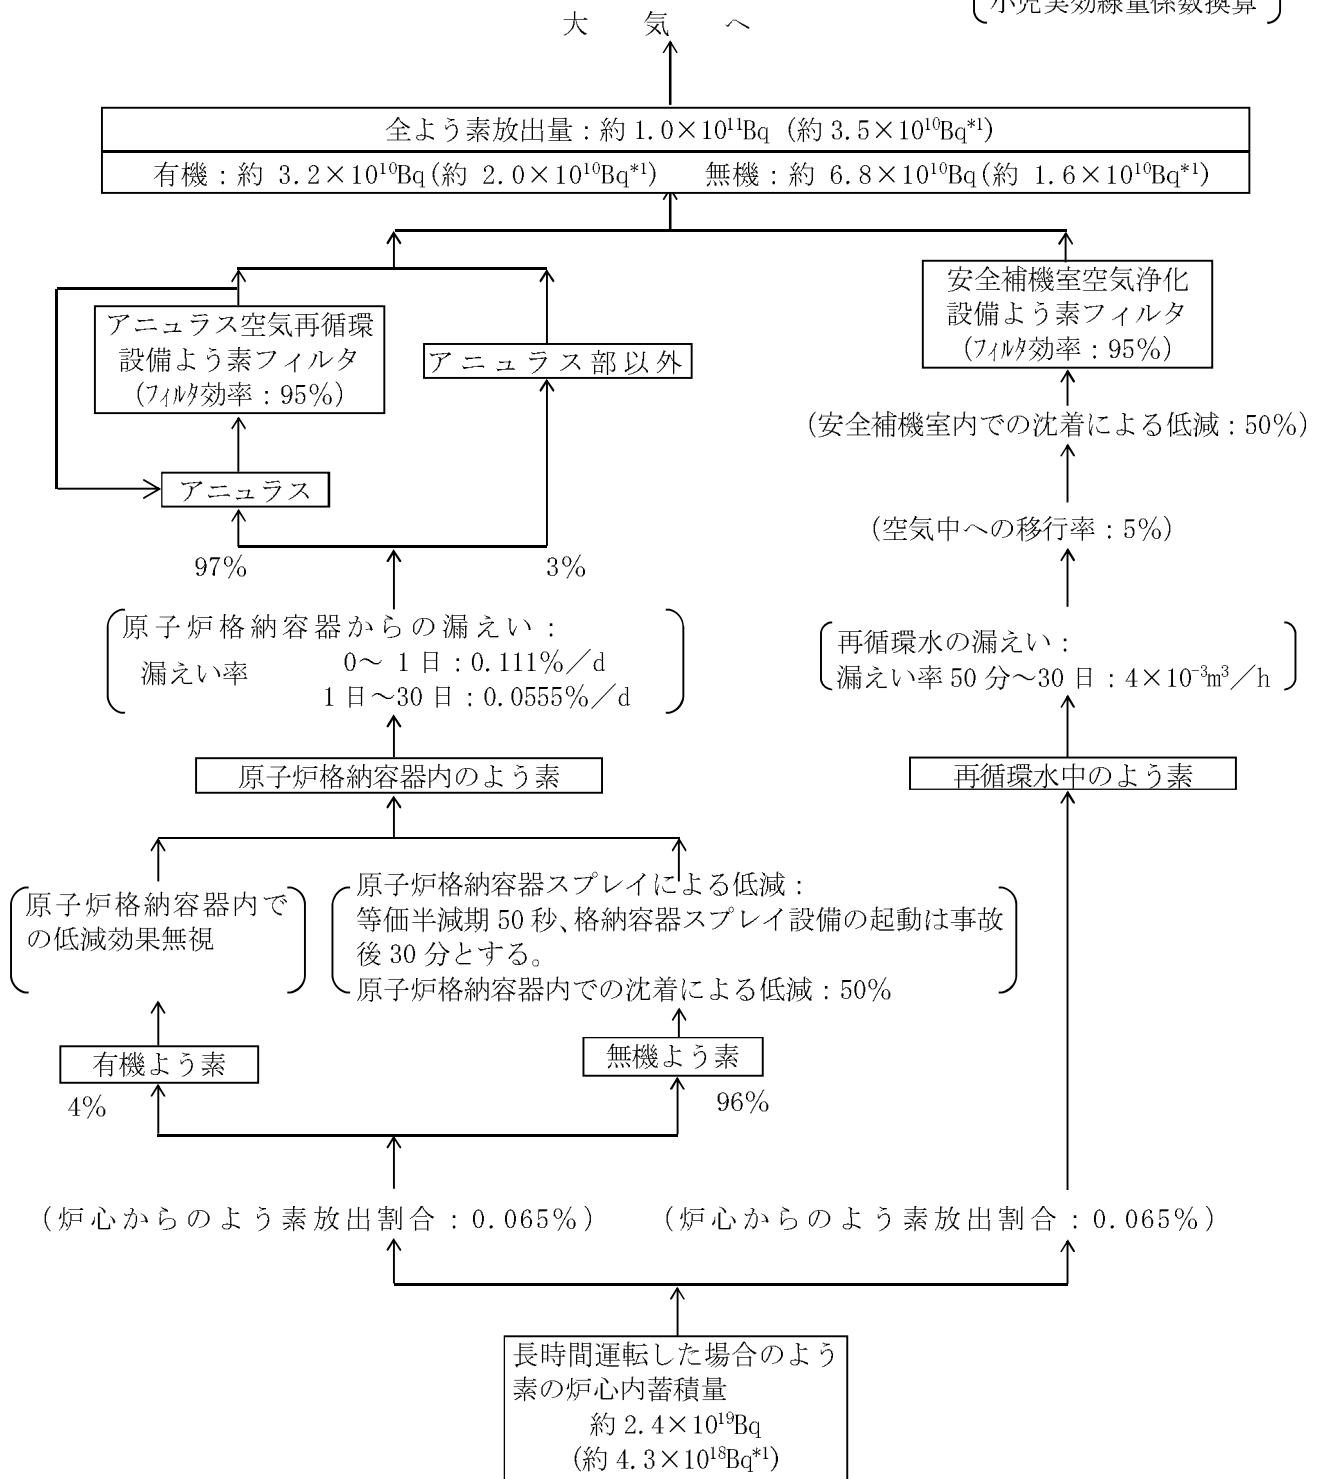 小児実効線量係数換算
大気へ
全よう素放出量：約 1.0×10¹¹Bq（約 3.5×10¹⁰Bq*¹）
有機：約 3.2×10¹⁰Bq(約 2.0×10¹⁰Bq*¹)　無機：約 6.8×10¹⁰Bq(約 1.6×10¹⁰Bq*¹)
アニュラス空気再循環
設備よう素フィルタ
(ﾌｨﾙﾀ効率：95%)
アニュラス部以外
アニュラス
97%
3%
安全補機室空気浄化
設備よう素フィルタ
(ﾌｨﾙﾀ効率：95%)
(安全補機室内での沈着による低減：50%)
(空気中への移行率：5%)
原子炉格納容器からの漏えい：
漏えい率
0～ 1 日：0.111%／d
1 日～30 日：0.0555%／d
再循環水の漏えい：
漏えい率 50 分～30 日：4×10⁻³m³／h
原子炉格納容器内のよう素
再循環水中のよう素
原子炉格納容器内で
の低減効果無視
原子炉格納容器スプレイによる低減：
等価半減期 50 秒、格納容器スプレイ設備の起動は事故
後 30 分とする。
原子炉格納容器内での沈着による低減：50%
有機よう素
4%
無機よう素
96%
(炉心からのよう素放出割合：0.065%)
(炉心からのよう素放出割合：0.065%)
長時間運転した場合のよう
素の炉心内蓄積量
約 2.4×10¹⁹Bq
(約 4.3×10¹⁸Bq*¹)